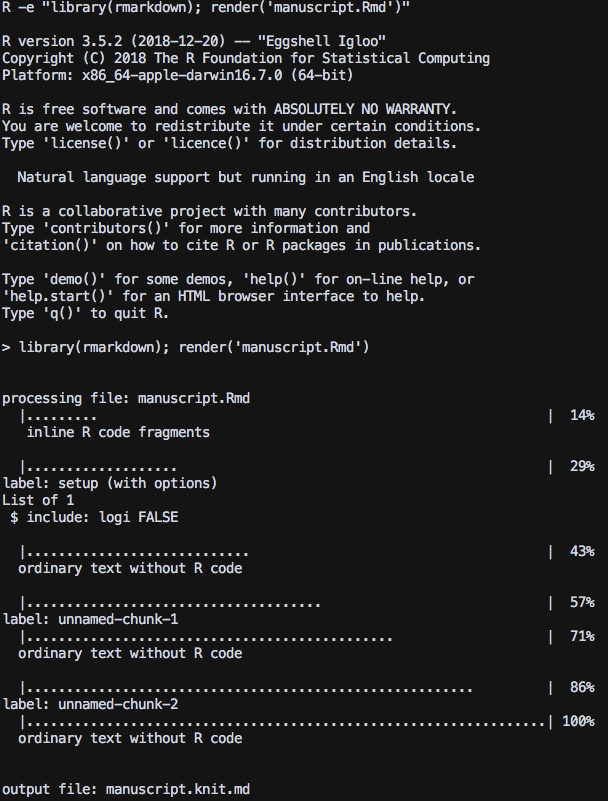 R -e "library(rmarkdown); render('manuscript.Rmd')"
R version 3.5.2 (2018-12-20) -- "Eggshell Igloo"
Copyright (C) 2018 The R Foundation for Statistical Computing
Platform: x86_64-apple-darwin16.7.0 (64-bit)
R is free software and comes with ABSOLUTELY NO WARRANTY.
You are welcome to redistribute it under certain conditions.
Type 'license()' or 'licence()' for distribution details.
  Natural language support but running in an English locale
R is a collaborative project with many contributors.
Type 'contributors()' for more information and
'citation()' on how to cite R or R packages in publications.
Type 'demo()' for some demos, 'help()' for on-line help, or
'help.start()' for an HTML browser interface to help.
Type 'q()' to quit R.
> library(rmarkdown); render('manuscript.Rmd')
processing file: manuscript.Rmd
  |.........                                                        |  14%
   inline R code fragments
  |...................                                              |  29%
label: setup (with options)
List of 1
 $ include: logi FALSE
  |............................                                     |  43%
  ordinary text without R code
  |.....................................                            |  57%
label: unnamed-chunk-1
  |..............................................                   |  71%
  ordinary text without R code
  |........................................................         |  86%
label: unnamed-chunk-2
  |.................................................................| 100%
  ordinary text without R code
output file: manuscript.knit.md